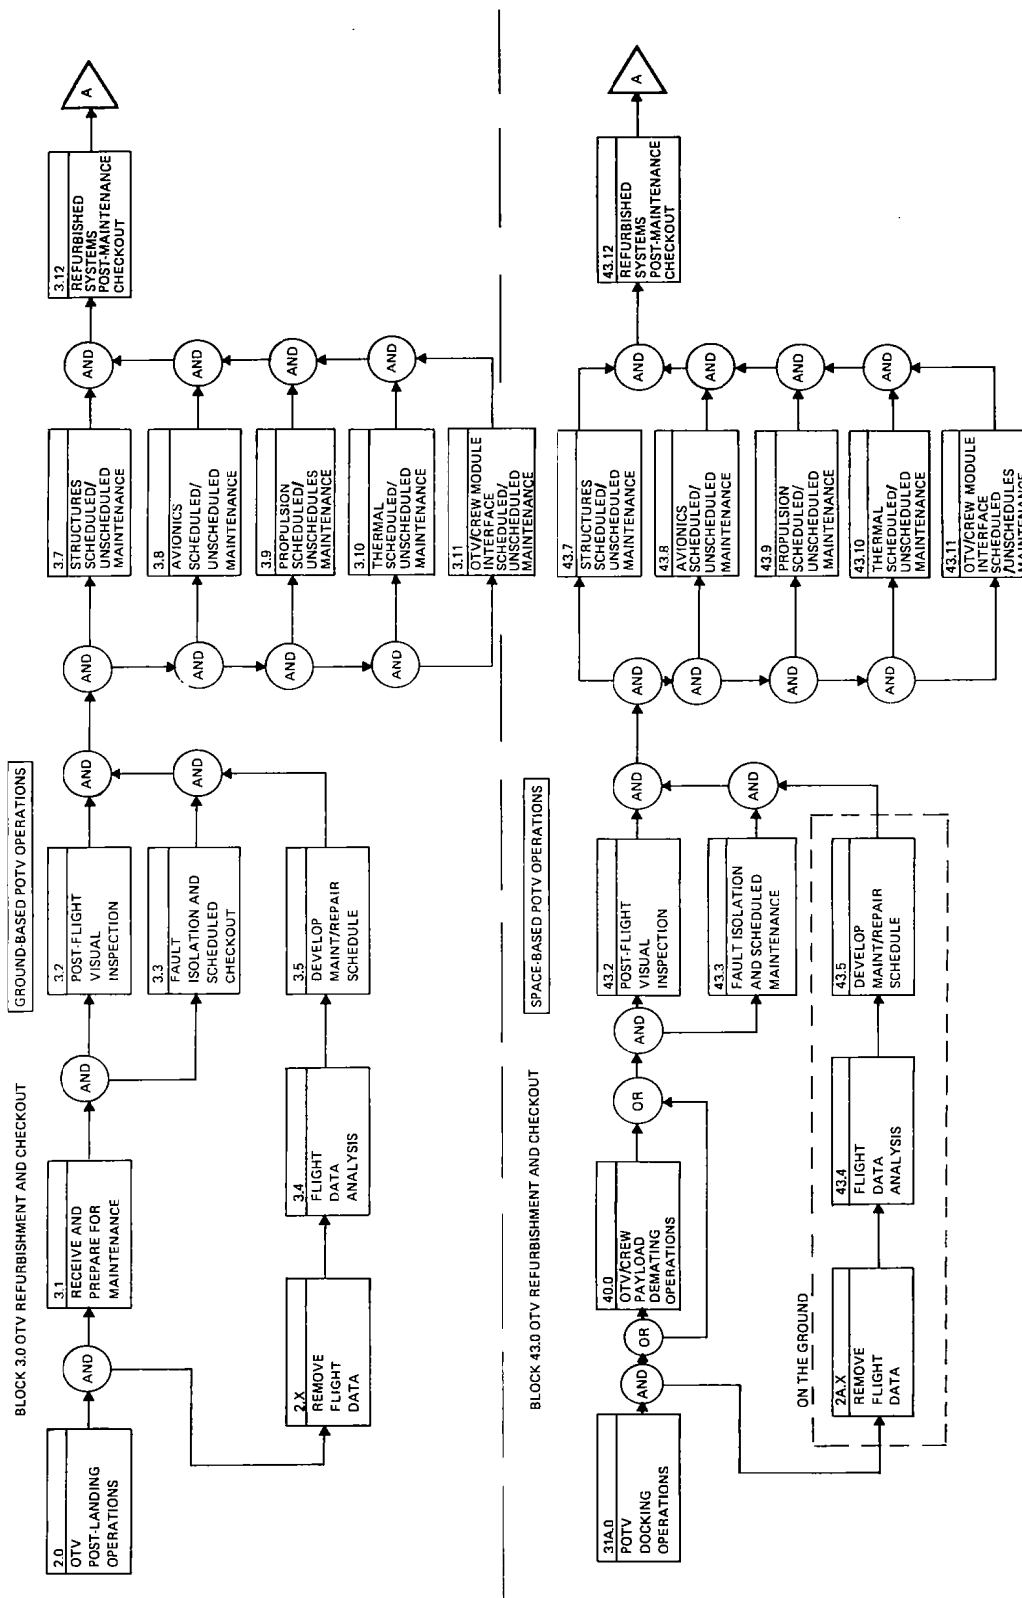 GROUND-BASED POTV OPERATIONS
BLOCK 3.0 OTV REFURBISHMENT AND CHECKOUT
2.0
OTV
POST-LANDING
OPERATIONS
AND
3.1
RECEIVE AND
PREPARE FOR
MAINTENANCE
AND
3.2
POST-FLIGHT
VISUAL
INSPECTION
3.3
FAULT
ISOLATION AND
SCHEDULED
CHECKOUT
2.X
REMOVE
FLIGHT
DATA
3.4
FLIGHT
DATA
ANALYSIS
3.5
DEVELOP
MAINT/REPAIR
SCHEDULE
AND
AND
AND
AND
AND
AND
3.7
STRUCTURES
SCHEDULED/
UNSCHEDULED
MAINTENANCE
3.8
AVIONICS
SCHEDULED/
UNSCHEDULED
MAINTENANCE
3.9
PROPULSION
SCHEDULED/
UNSCHEDULES
MAINTENANCE
3.10
THERMAL
SCHEDULED/
UNSCHEDULED
MAINTENANCE
3.11
OTV/CREW MODULE
INTERFACE
SCHEDULED/
UNSCHEDULED
MAINTENANCE
AND
AND
AND
AND
3.12
REFURBISHED
SYSTEMS
POST-MAINTENANCE
CHECKOUT
A
SPACE-BASED POTV OPERATIONS
BLOCK 43.0 OTV REFURBISHMENT AND CHECKOUT
31A.0
POTV
DOCKING
OPERATIONS
AND
OR
40.0
OTV/CREW
PAYLOAD
DEMATING
OPERATIONS
OR
AND
43.2
POST-FLIGHT
VISUAL
INSPECTION
43.3
FAULT ISOLATION
AND SCHEDULED
MAINTENANCE
ON THE GROUND
2A.X
REMOVE
FLIGHT
DATA
43.4
FLIGHT
DATA
ANALYSIS
43.5
DEVELOP
MAINT/REPAIR
SCHEDULE
AND
AND
AND
AND
AND
AND
43.7
STRUCTURES
SCHEDULED/
UNSCHEDULED
MAINTENANCE
43.8
AVIONICS
SCHEDULED/
UNSCHEDULED
MAINTENANCE
43.9
PROPULSION
SCHEDULED/
UNSCHEDULED
MAINTENANCE
43.10
THERMAL
SCHEDULED/
UNSCHEDULED
MAINTENANCE
43.11
OTV/CREW MODULE
INTERFACE
SCHEDULED
/UNSCHEDULES
MAINTENANCE
AND
AND
AND
AND
43.12
REFURBISHED
SYSTEMS
POST-MAINTENANCE
CHECKOUT
A